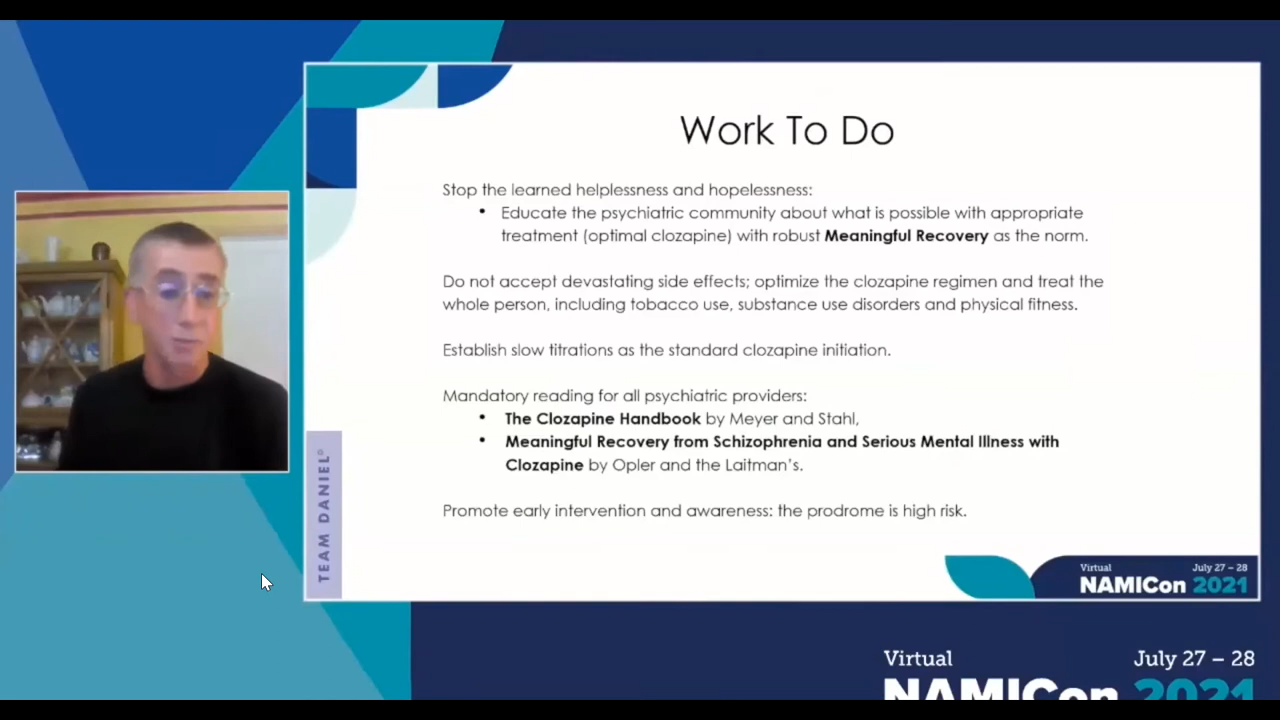 Work To Do
Stop the learned helplessness and hopelessness:
• Educate the psychiatric community about what is possible with appropriate
treatment (optimal clozapine) with robust Meaningful Recovery as the norm.
Do not accept devastating side effects; optimize the clozapine regimen and treat the
whole person, including tobacco use, substance use disorders and physical fitness.
Establish slow titrations as the standard clozapine initiation.
Mandatory reading for all psychiatric providers:
• The Clozapine Handbook by Meyer and Stahl,
• Meaningful Recovery from Schizophrenia and Serious Mental Illness with
Clozapine by Opler and the Laitman's.
Promote early intervention and awareness: the prodrome is high risk.
TEAM DANIEL©
Virtual July 27 – 28
NAMICon 2021
Virtual July 27 – 28
NAMICon 2021